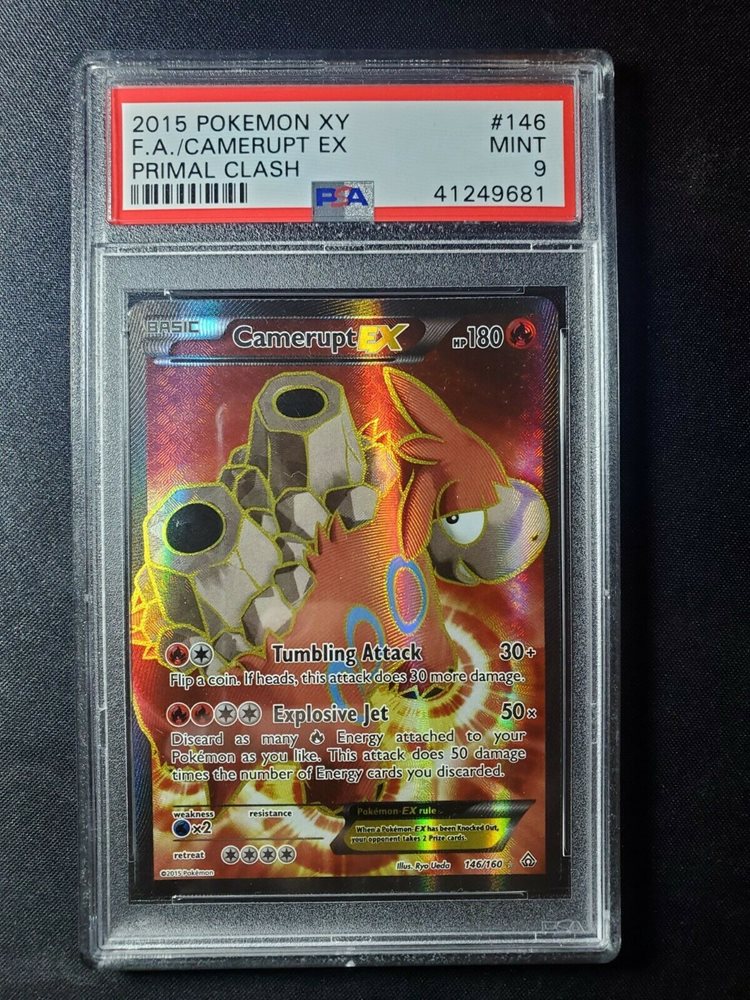 2015 POKEMON XY #146
F.A./CAMERUPT EX MINT
PRIMAL CLASH 9
PSA 41249681
BASIC Camerupt EX HP180
Tumbling Attack 30+
Flip a coin. If heads, this attack does 30 more damage.
Explosive Jet 50x
Discard as many Energy attached to your
Pokémon as you like. This attack does 50 damage
times the number of Energy cards you discarded.
weakness resistance
x2
Pokémon-EX rule
When a Pokémon-EX has been Knocked Out,
your opponent takes 2 Prize cards.
retreat
©2015 Pokémon Illus. Ryo Ueda 146/160
PSA